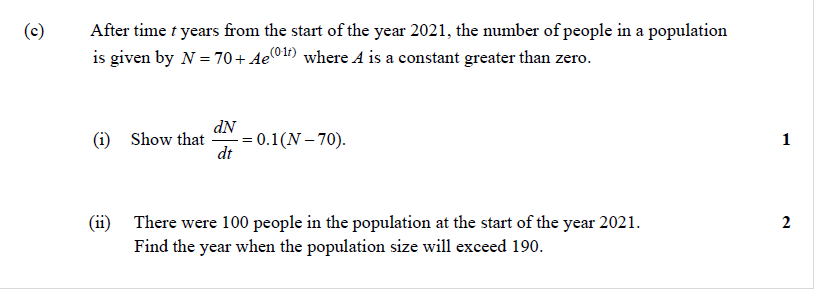 (c) After time t years from the start of the year 2021, the number of people in a population
is given by N = 70 + Ae^(0·1t) where A is a constant greater than zero.
(i) Show that dN/dt = 0.1(N – 70). 1
(ii) There were 100 people in the population at the start of the year 2021. 2
Find the year when the population size will exceed 190.